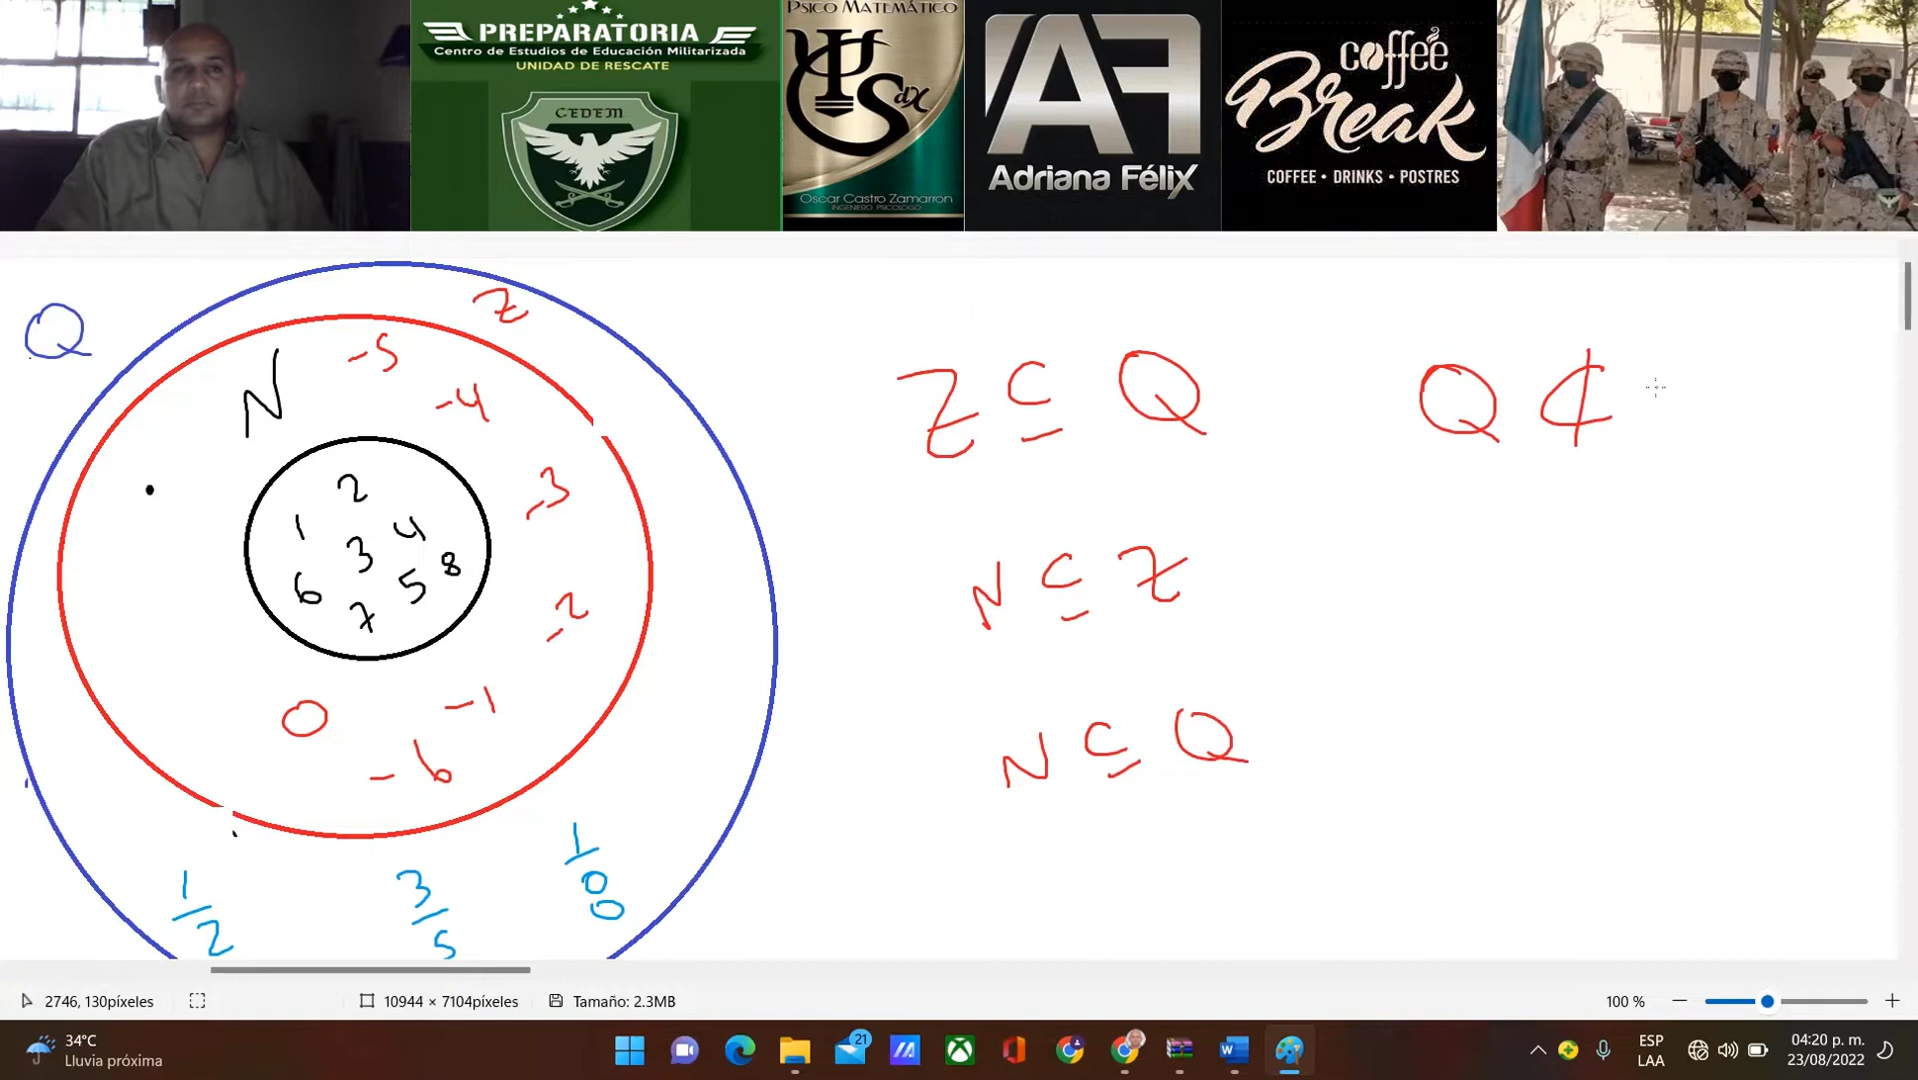 PREPARATORIA
Centro de Estudios de Educación Militarizada
UNIDAD DE RESCATE
CEDEM
PSICO MATEMÁTICO
Oscar Castro Zamarron
INGENIERO PSICOLOGO
AF
Adriana Félix
coffee
Break
COFFEE • DRINKS • POSTRES
Q
Z
N
-5
-4
-3
-2
-1
0
-6
2
1
3
4
8
6
5
7
1/2
3/5
1/00
Z ⊆ Q
Q ⊄
N ⊆ Z
N ⊆ Q
2746, 130píxeles
10944 × 7104píxeles
Tamaño: 2.3MB
100 %
34°C
Lluvia próxima
21
ESP
LAA
04:20 p. m.
23/08/2022